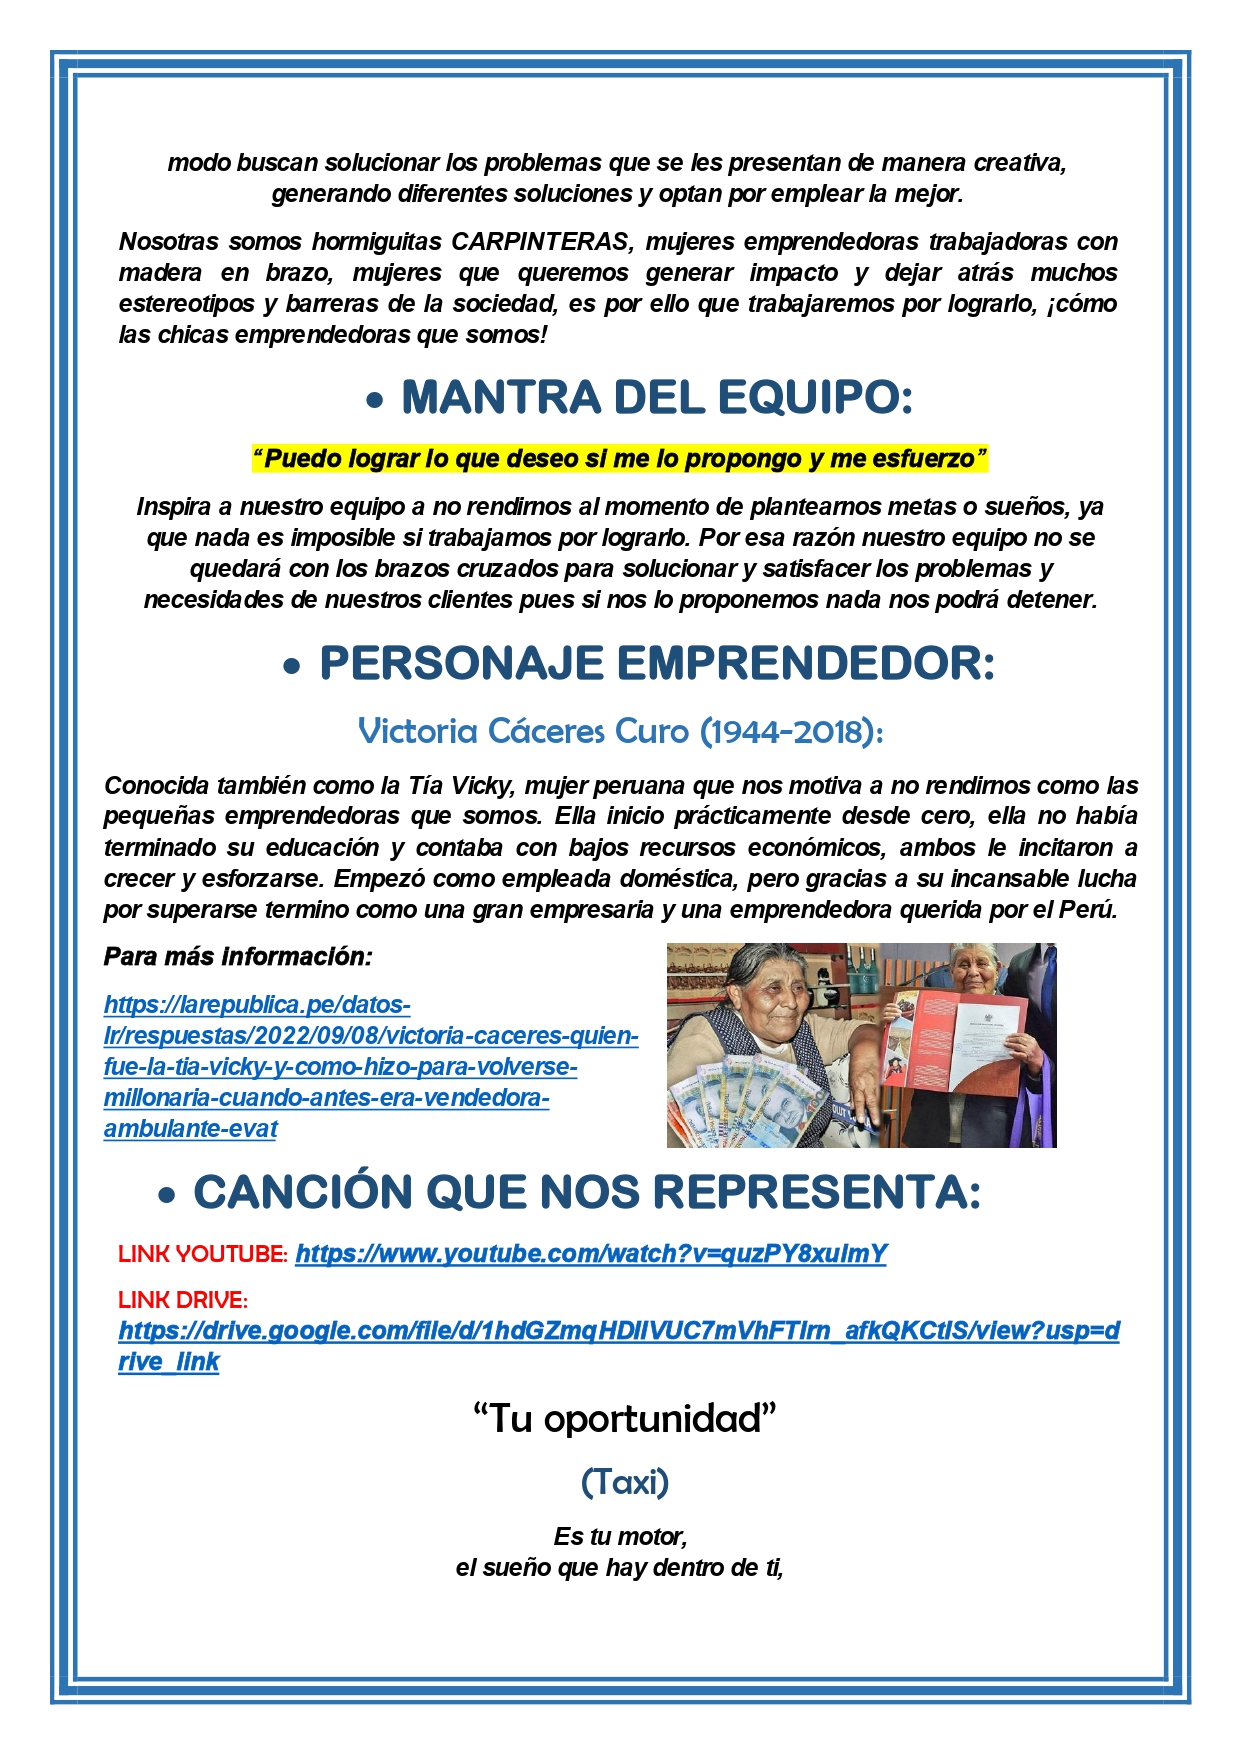 modo buscan solucionar los problemas que se les presentan de manera creativa,
generando diferentes soluciones y optan por emplear la mejor.
Nosotras somos hormiguitas CARPINTERAS, mujeres emprendedoras trabajadoras con
madera en brazo, mujeres que queremos generar impacto y dejar atrás muchos
estereotipos y barreras de la sociedad, es por ello que trabajaremos por lograrlo, ¡cómo
las chicas emprendedoras que somos!
• MANTRA DEL EQUIPO:
“Puedo lograr lo que deseo si me lo propongo y me esfuerzo”
Inspira a nuestro equipo a no rendirnos al momento de plantearnos metas o sueños, ya
que nada es imposible si trabajamos por lograrlo. Por esa razón nuestro equipo no se
quedará con los brazos cruzados para solucionar y satisfacer los problemas y
necesidades de nuestros clientes pues si nos lo proponemos nada nos podrá detener.
• PERSONAJE EMPRENDEDOR:
Victoria Cáceres Curo (1944-2018):
Conocida también como la Tía Vicky, mujer peruana que nos motiva a no rendirnos como las
pequeñas emprendedoras que somos. Ella inicio prácticamente desde cero, ella no había
terminado su educación y contaba con bajos recursos económicos, ambos le incitaron a
crecer y esforzarse. Empezó como empleada doméstica, pero gracias a su incansable lucha
por superarse termino como una gran empresaria y una emprendedora querida por el Perú.
Para más información:
https://larepublica.pe/datos-
lr/respuestas/2022/09/08/victoria-caceres-quien-
fue-la-tia-vicky-y-como-hizo-para-volverse-
millonaria-cuando-antes-era-vendedora-
ambulante-evat
• CANCIÓN QUE NOS REPRESENTA:
LINK YOUTUBE: https://www.youtube.com/watch?v=quzPY8xuImY
LINK DRIVE:
https://drive.google.com/file/d/1hdGZmqHDIIVUC7mVhFTIrn_afkQKCtIS/view?usp=d
rive_link
“Tu oportunidad”
(Taxi)
Es tu motor,
el sueño que hay dentro de ti,